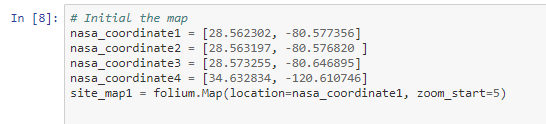 In [8]: # Initial the map
nasa_coordinate1 = [28.562302, -80.577356]
nasa_coordinate2 = [28.563197, -80.576820 ]
nasa_coordinate3 = [28.573255, -80.646895]
nasa_coordinate4 = [34.632834, -120.610746]
site_map1 = folium.Map(location=nasa_coordinate1, zoom_start=5)